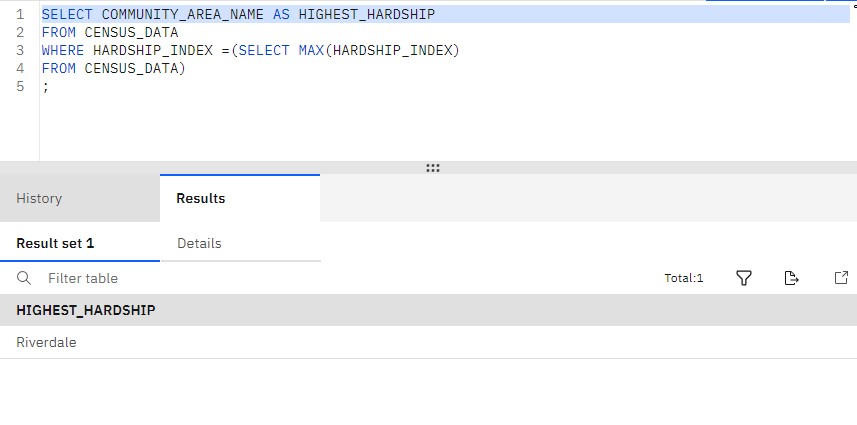 1 SELECT COMMUNITY_AREA_NAME AS HIGHEST_HARDSHIP
2 FROM CENSUS_DATA
3 WHERE HARDSHIP_INDEX =(SELECT MAX(HARDSHIP_INDEX)
4 FROM CENSUS_DATA)
5 ;
History Results
Result set 1 Details
Filter table Total:1
HIGHEST_HARDSHIP
Riverdale